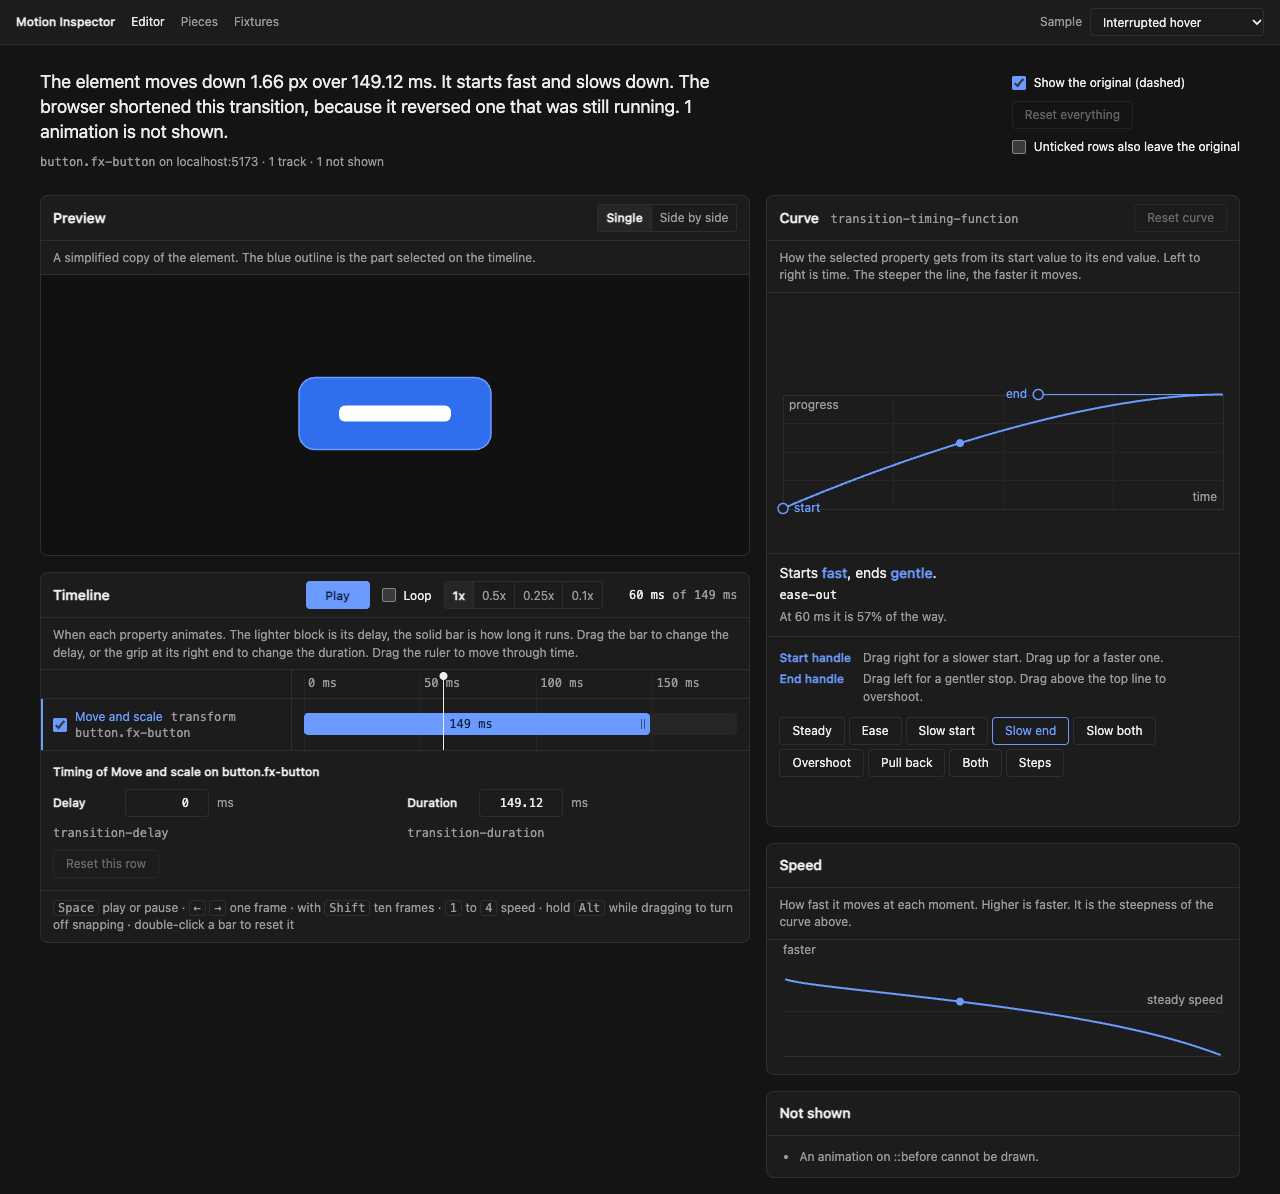 Motion Inspector Editor Pieces Fixtures Sample Interrupted hover
The element moves down 1.66 px over 149.12 ms. It starts fast and slows down. The
browser shortened this transition, because it reversed one that was still running. 1
animation is not shown.
button.fx-button on localhost:5173 · 1 track · 1 not shown
Show the original (dashed)
Reset everything
Unticked rows also leave the original
Preview Single Side by side
A simplified copy of the element. The blue outline is the part selected on the timeline.
Timeline Play Loop 1x 0.5x 0.25x 0.1x 60 ms of 149 ms
When each property animates. The lighter block is its delay, the solid bar is how long it runs. Drag the bar to change the
delay, or the grip at its right end to change the duration. Drag the ruler to move through time.
0 ms 50 ms 100 ms 150 ms
Move and scale transform
button.fx-button
149 ms
Timing of Move and scale on button.fx-button
Delay 0 ms Duration 149.12 ms
transition-delay transition-duration
Reset this row
Space play or pause · ← → one frame · with Shift ten frames · 1 to 4 speed · hold Alt while dragging to turn
off snapping · double-click a bar to reset it
Curve transition-timing-function Reset curve
How the selected property gets from its start value to its end value. Left to
right is time. The steeper the line, the faster it moves.
end
progress
time
start
Starts fast, ends gentle.
ease-out
At 60 ms it is 57% of the way.
Start handle Drag right for a slower start. Drag up for a faster one.
End handle Drag left for a gentler stop. Drag above the top line to
overshoot.
Steady Ease Slow start Slow end Slow both
Overshoot Pull back Both Steps
Speed
How fast it moves at each moment. Higher is faster. It is the steepness of the
curve above.
faster
steady speed
Not shown
• An animation on ::before cannot be drawn.